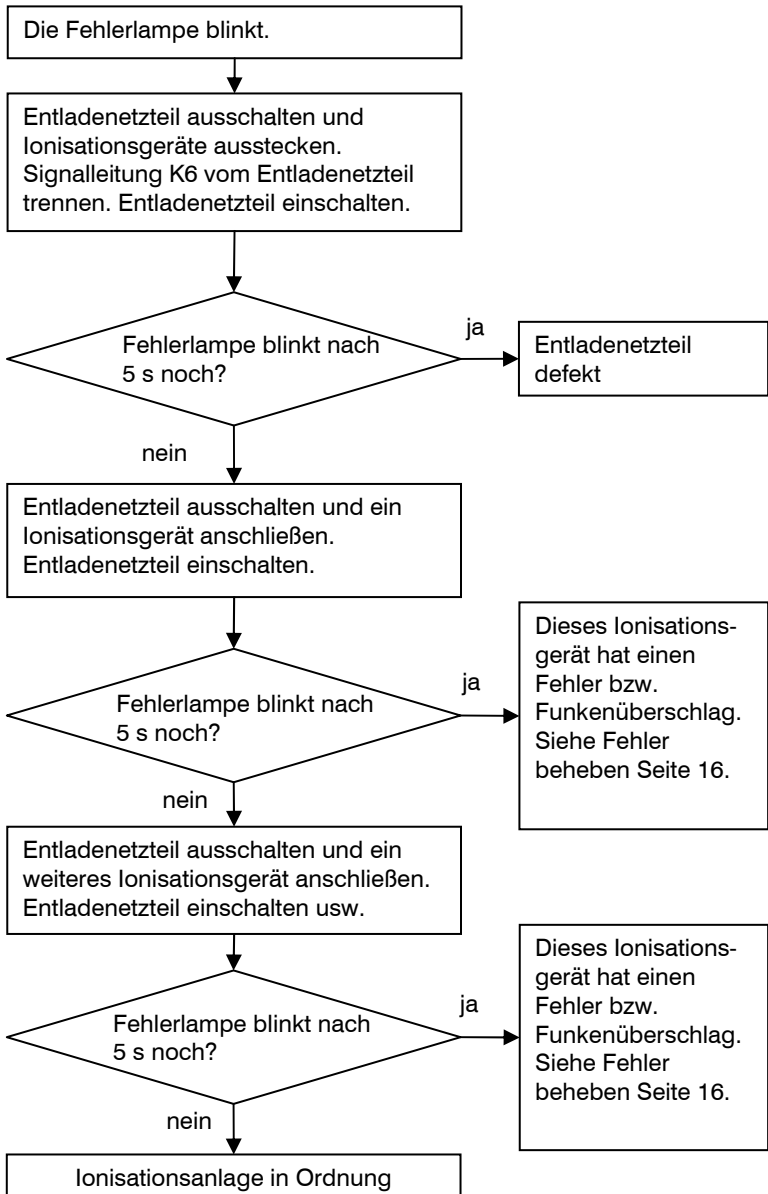 Die Fehlerlampe blinkt.
Entladenetzteil ausschalten und
Ionisationsgeräte ausstecken.
Signalleitung K6 vom Entladenetzteil
trennen. Entladenetzteil einschalten.
Fehlerlampe blinkt nach
5 s noch?
ja
Entladenetzteil
defekt
nein
Entladenetzteil ausschalten und ein
Ionisationsgerät anschließen.
Entladenetzteil einschalten.
Fehlerlampe blinkt nach
5 s noch?
ja
Dieses Ionisations-
gerät hat einen
Fehler bzw.
Funkenüberschlag.
Siehe Fehler
beheben Seite 16.
nein
Entladenetzteil ausschalten und ein
weiteres Ionisationsgerät anschließen.
Entladenetzteil einschalten usw.
Fehlerlampe blinkt nach
5 s noch?
ja
Dieses Ionisations-
gerät hat einen
Fehler bzw.
Funkenüberschlag.
Siehe Fehler
beheben Seite 16.
nein
Ionisationsanlage in Ordnung